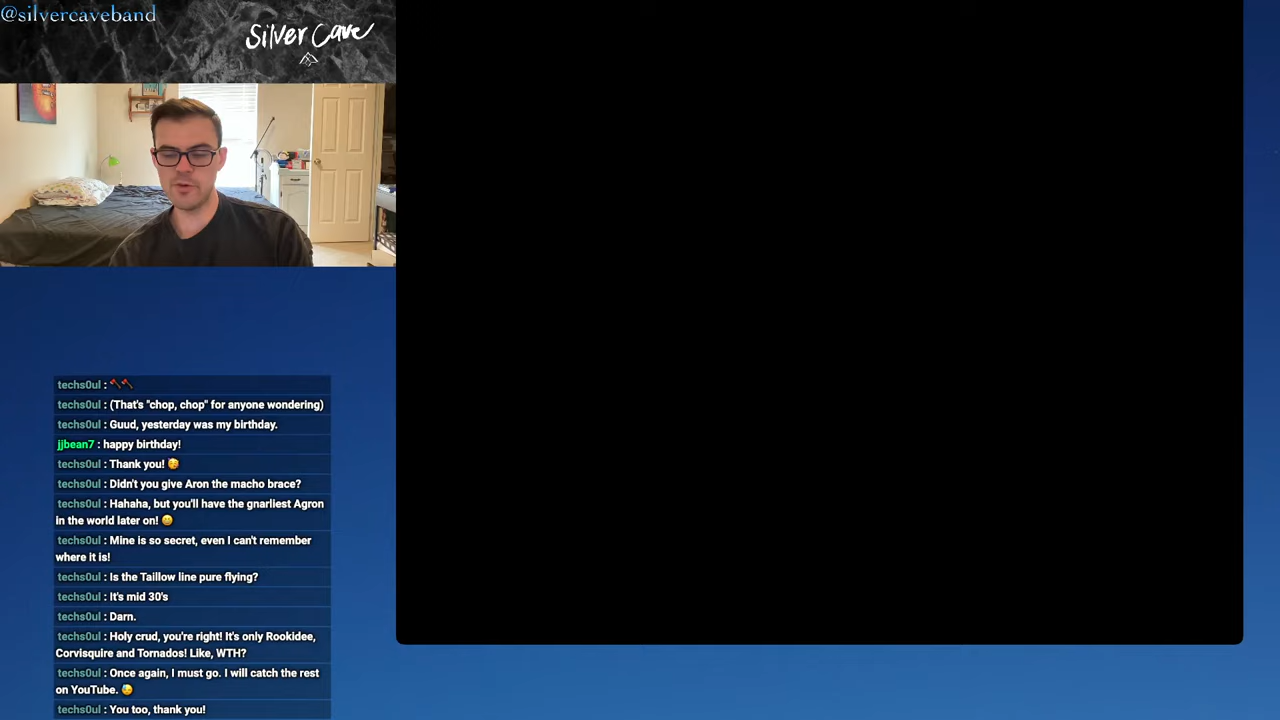 @silvercaveband
Silver Cave
techs0ul : 🪓🪓
techs0ul : (That's "chop, chop" for anyone wondering)
techs0ul : Guud, yesterday was my birthday.
jjbean7 : happy birthday!
techs0ul : Thank you! 🥳
techs0ul : Didn't you give Aron the macho brace?
techs0ul : Hahaha, but you'll have the gnarliest Agron
in the world later on! 😀
techs0ul : Mine is so secret, even I can't remember
where it is!
techs0ul : Is the Taillow line pure flying?
techs0ul : It's mid 30's
techs0ul : Darn.
techs0ul : Holy crud, you're right! It's only Rookidee,
Corvisquire and Tornados! Like, WTH?
techs0ul : Once again, I must go. I will catch the rest
on YouTube. 😥
techs0ul : You too, thank you!